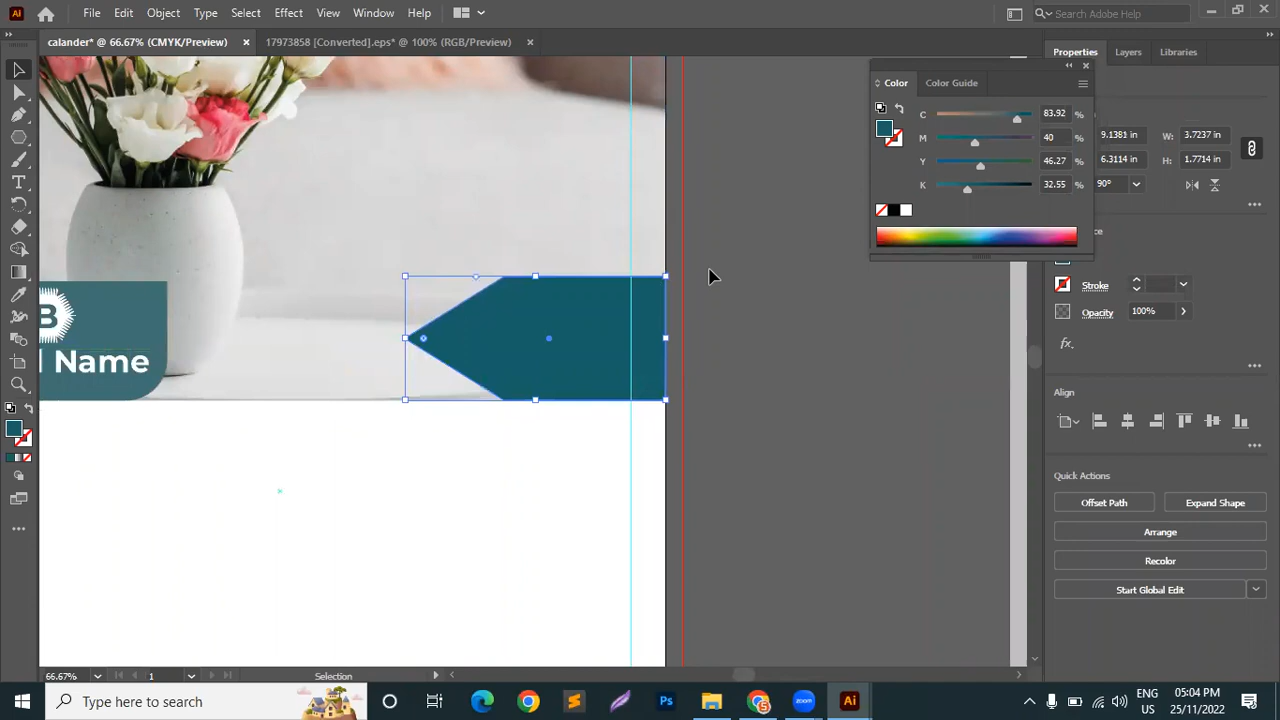 Ai File Edit Object Type Select Effect View Window Help Search Adobe Help
calander* @ 66.67% (CMYK/Preview) × 17973858 [Converted].eps* @ 100% (RGB/Preview) ×
Properties Layers Libraries
Color Color Guide
C 83.92 %
M 40 %
Y 46.27 %
K 32.55 %
9.1381 in W: 3.7237 in
6.3114 in H: 1.7714 in
90°
Stroke
Opacity 100%
fx.
Align
Quick Actions
Offset Path Expand Shape
Arrange
Recolor
Start Global Edit
B
Name
66.67% 1 Selection
Type here to search
Ps zoom Ai
ENG 05:04 PM
US 25/11/2022